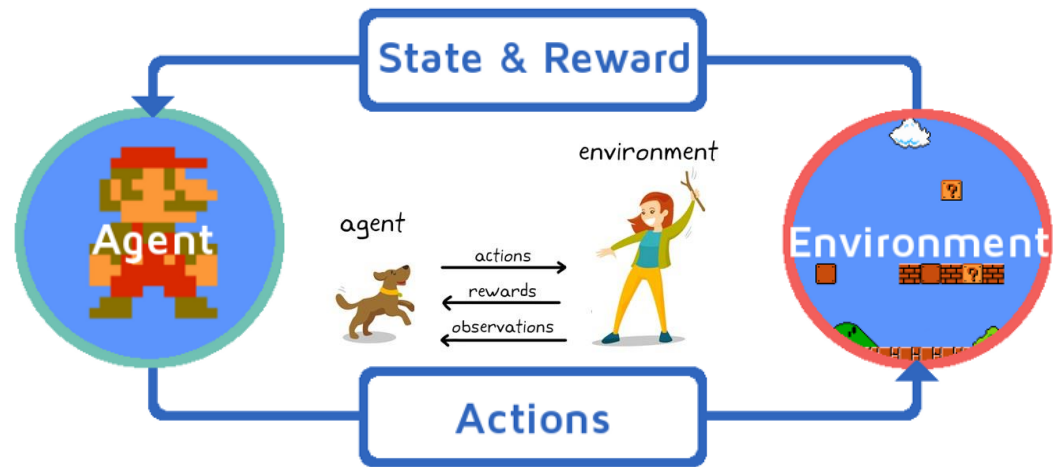 State & Reward
environment
agent
Agent
Environment
actions
rewards
observations
Actions
?
?